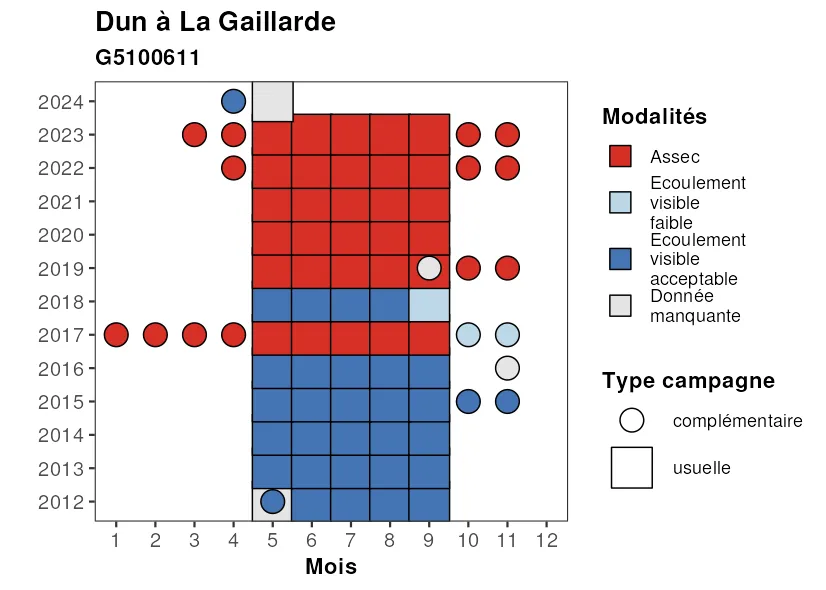 Dun à La Gaillarde
G5100611
2024
2023
2022
2021
2020
2019
2018
2017
2016
2015
2014
2013
2012
1 2 3 4 5 6 7 8 9 10 11 12
Mois
Modalités
Assec
Ecoulement
visible
faible
Ecoulement
visible
acceptable
Donnée
manquante
Type campagne
complémentaire
usuelle